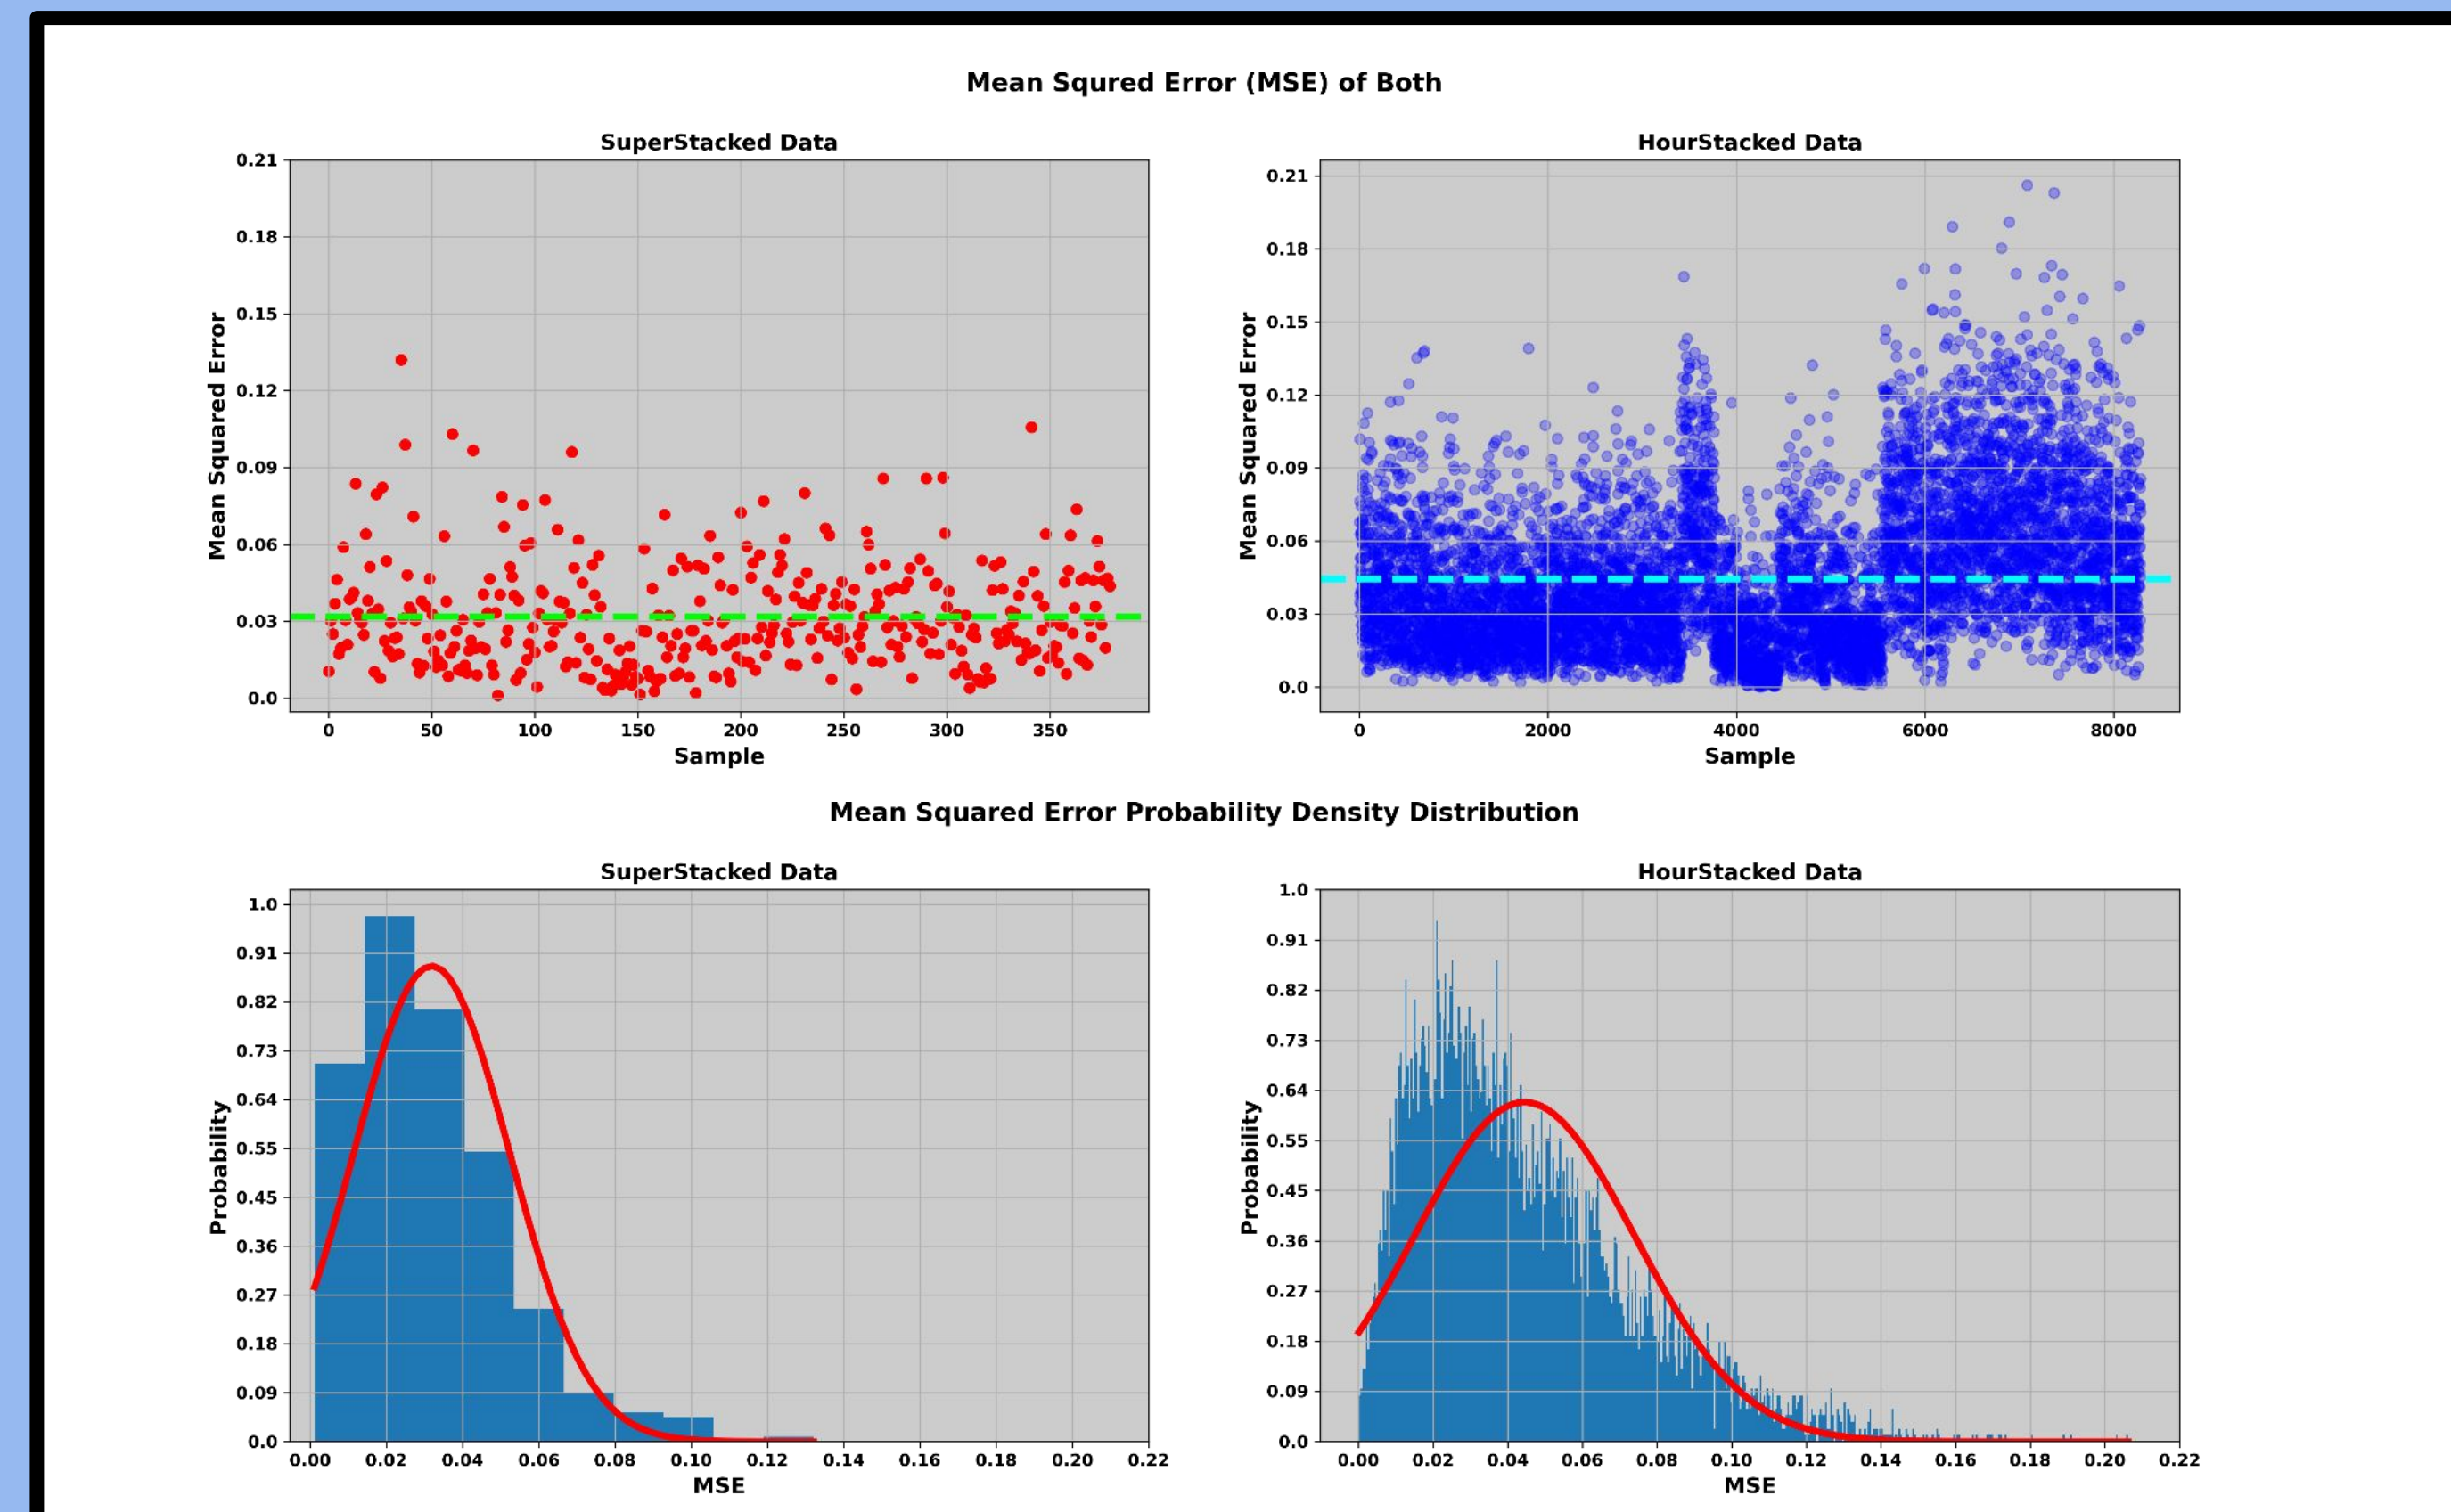 Mean Squred Error (MSE) of Both
SuperStacked Data
0.21
0.18
0.15
0.12
0.09
0.06
0.03
0.0
Mean Squared Error
0 50 100 150 200 250 300 350
Sample
HourStacked Data
0.21
0.18
0.15
0.12
0.09
0.06
0.03
0.0
Mean Squared Error
0 2000 4000 6000 8000
Sample
Mean Squared Error Probability Density Distribution
SuperStacked Data
1.0
0.91
0.82
0.73
0.64
0.55
0.45
0.36
0.27
0.18
0.09
0.0
Probability
0.00 0.02 0.04 0.06 0.08 0.10 0.12 0.14 0.16 0.18 0.20 0.22
MSE
HourStacked Data
1.0
0.91
0.82
0.73
0.64
0.55
0.45
0.36
0.27
0.18
0.09
0.0
Probability
0.00 0.02 0.04 0.06 0.08 0.10 0.12 0.14 0.16 0.18 0.20 0.22
MSE